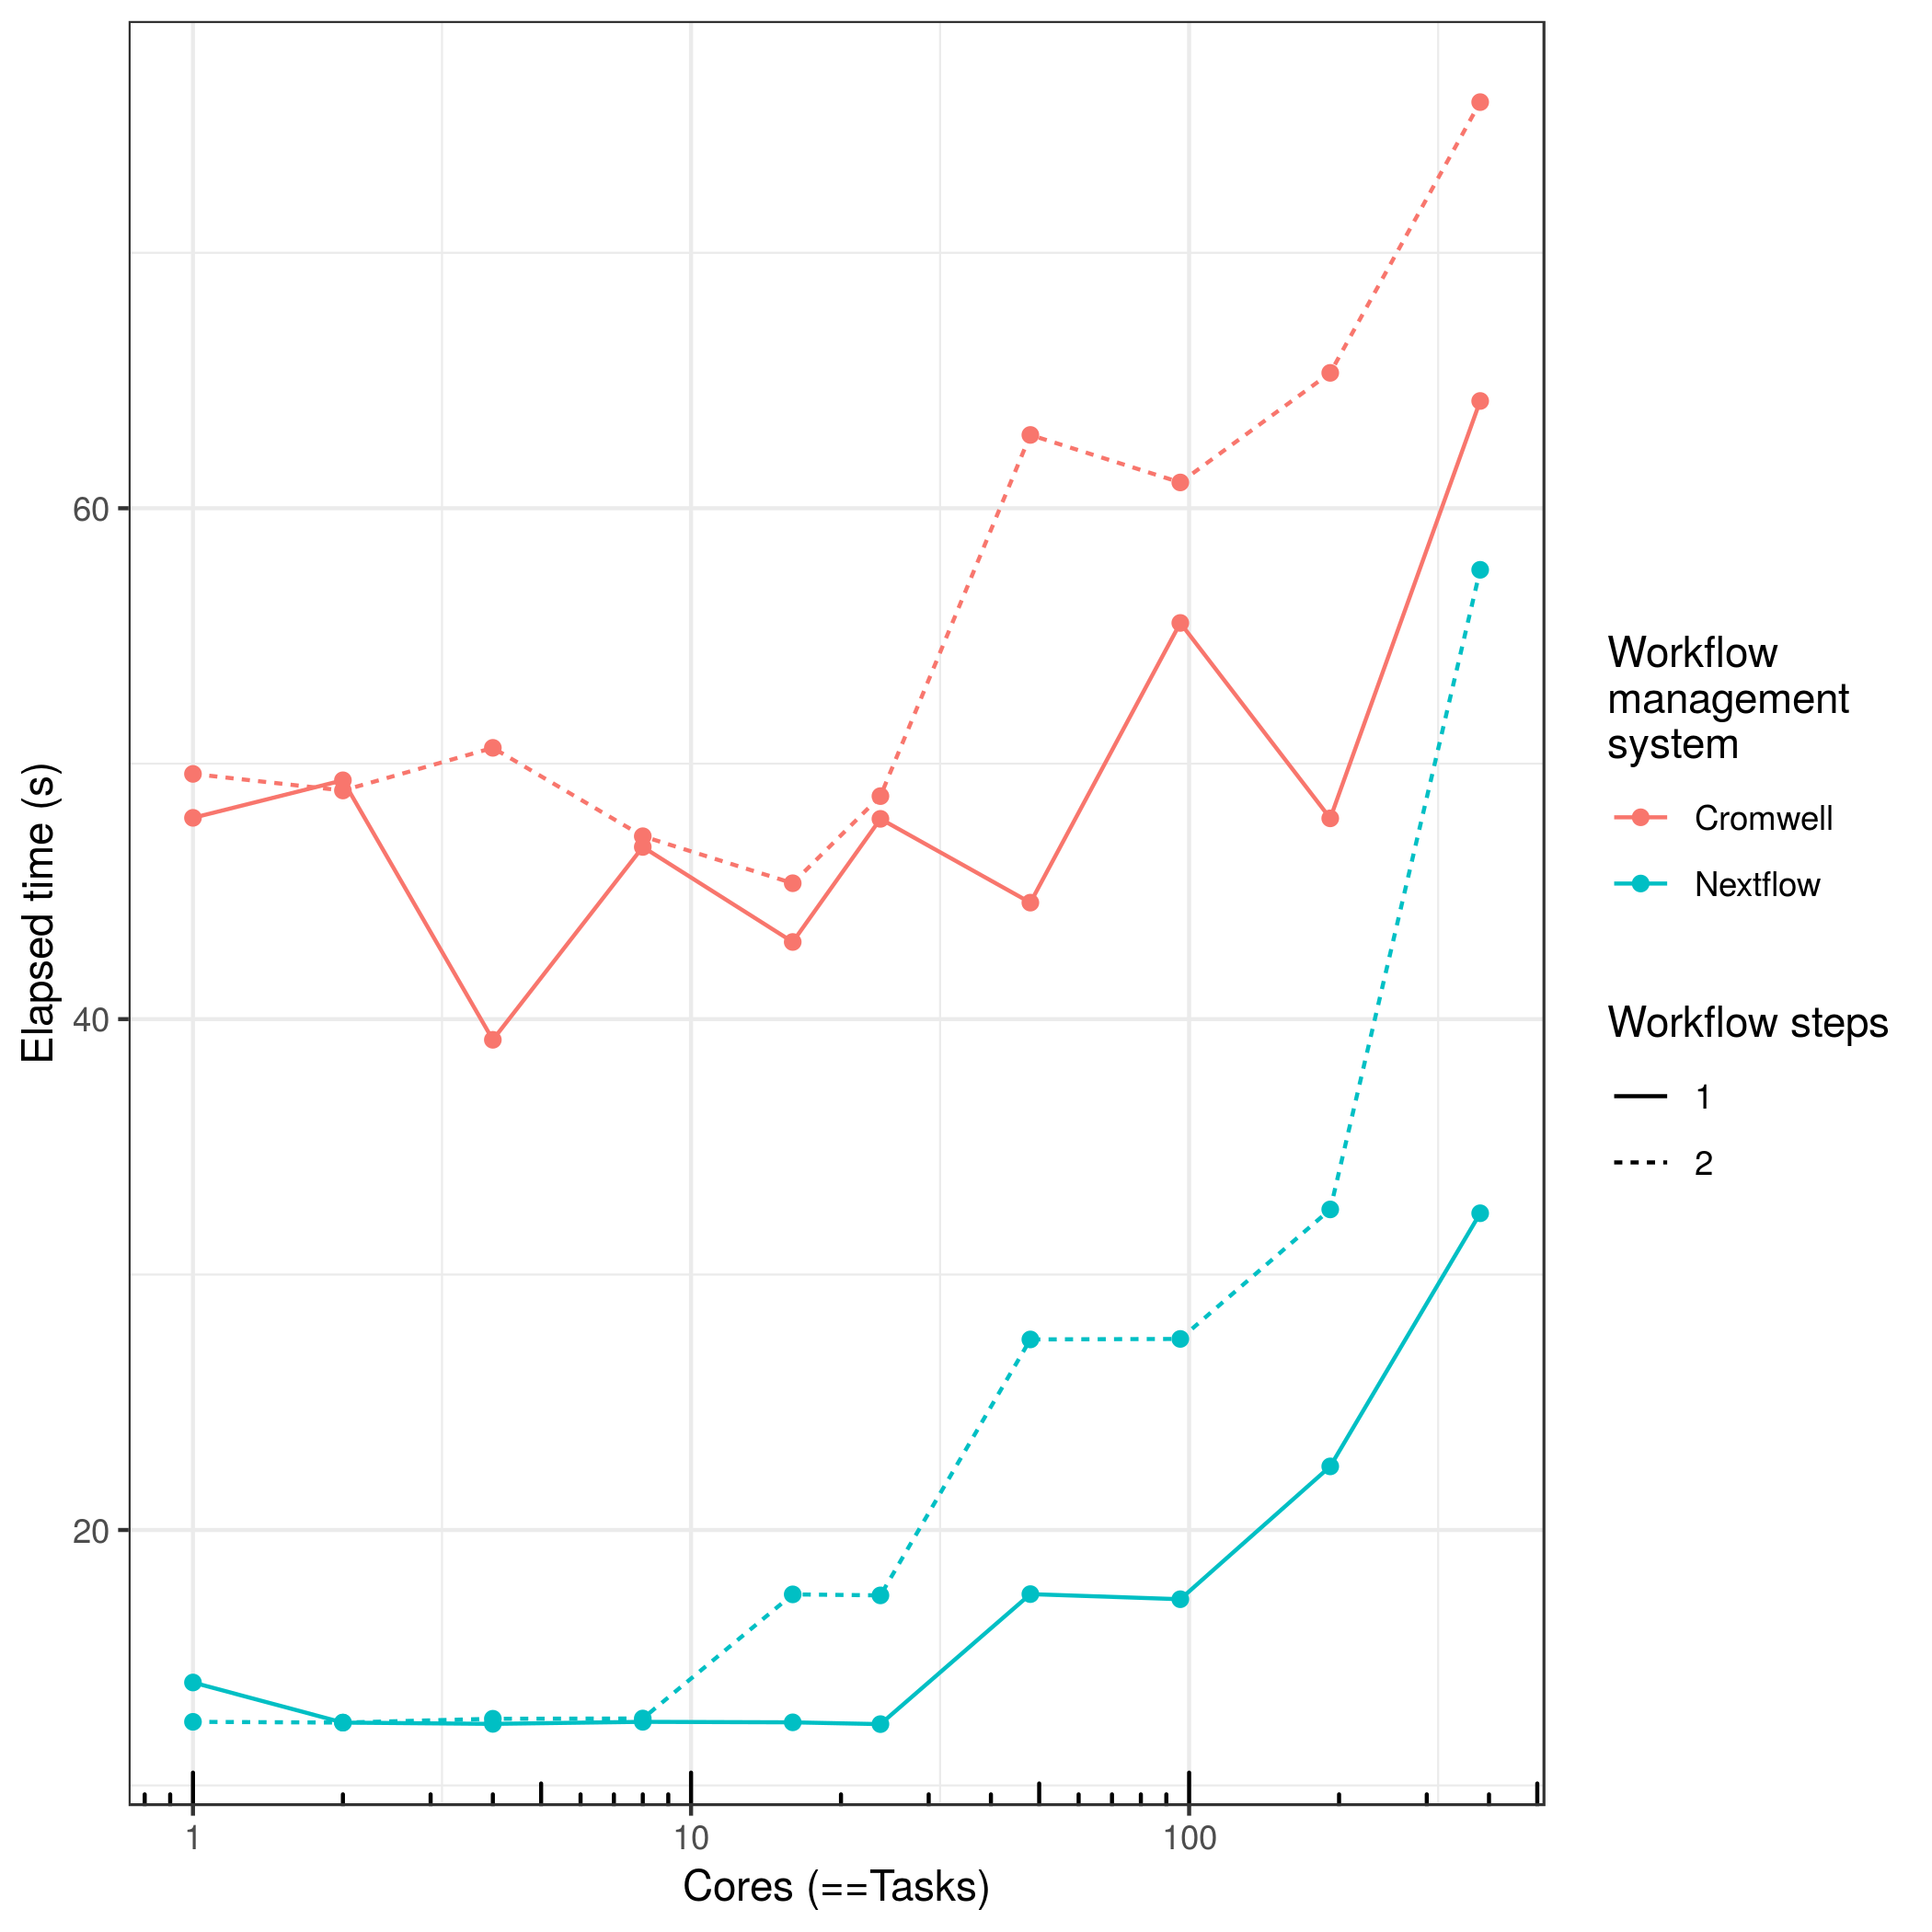 60
40
20
Elapsed time (s)
1
10
100
Cores (==Tasks)
Workflow
management
system
Cromwell
Nextflow
Workflow steps
1
2